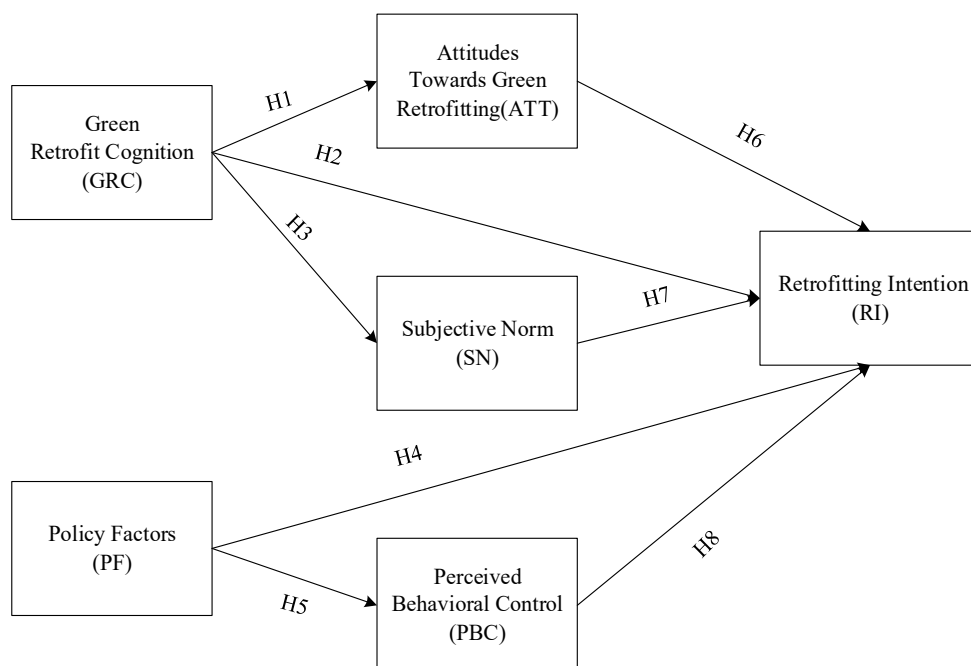 Attitudes
Towards Green
Retrofitting(ATT)
Green
Retrofit Cognition
(GRC)
H1
H2
H3
H6
Subjective Norm
(SN)
H7
Retrofitting Intention
(RI)
H4
Policy Factors
(PF)
H5
Perceived
Behavioral Control
(PBC)
H8